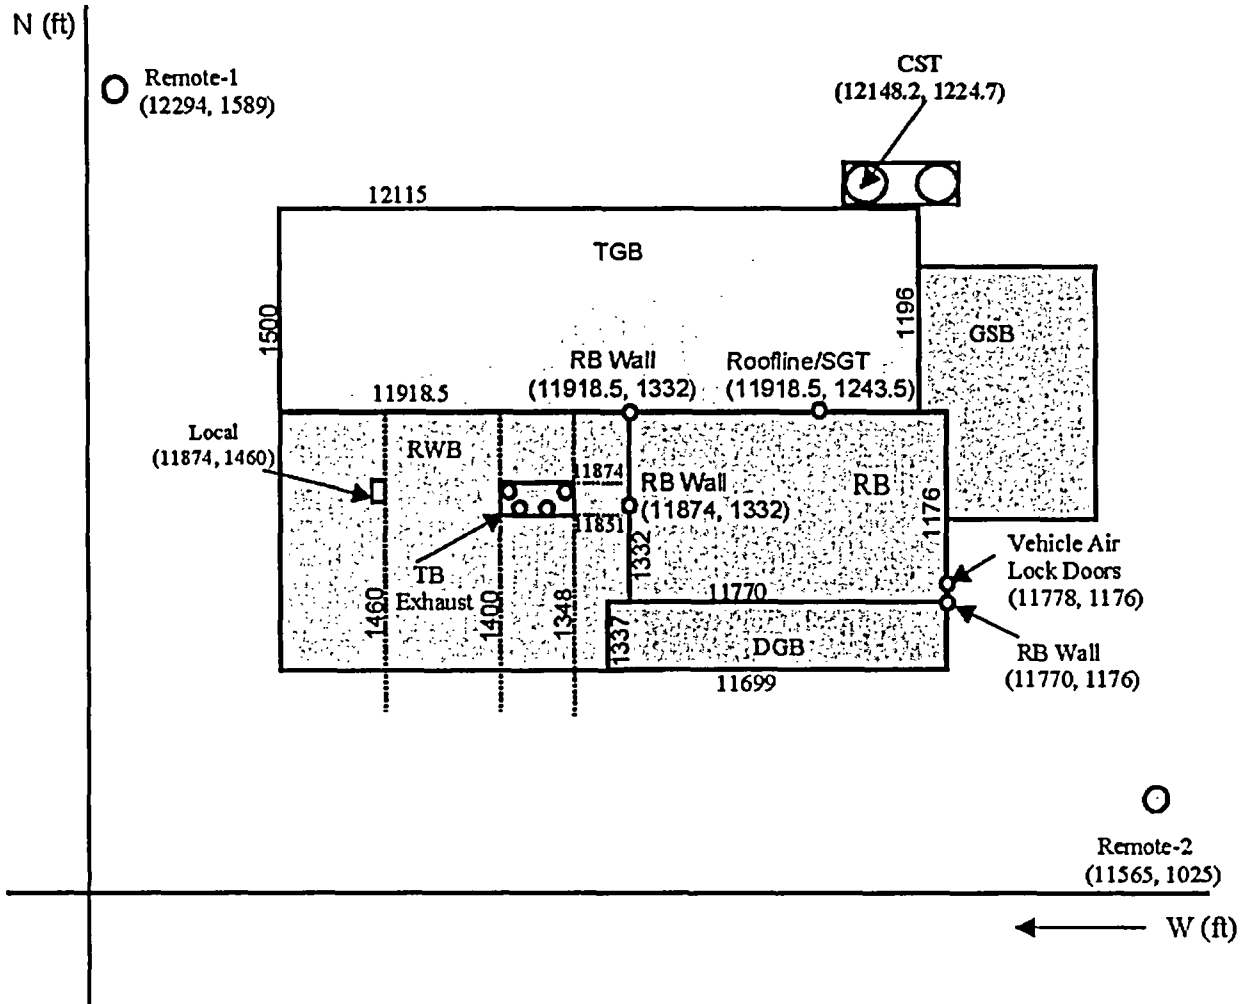 N (ft)
Remote-1
(12294, 1589)
CST
(12148.2, 1224.7)
12115
TGB
1500
1196
GSB
RB Wall
(11918.5, 1332)
Roofline/SGT
(11918.5, 1243.5)
11918.5
Local
(11874, 1460)
RWB
11874
RB Wall
(11874, 1332)
RB
1176
11851
1332
TB
Exhaust
Vehicle Air
Lock Doors
(11778, 1176)
1460
1400
1348
11770
1337
DGB
RB Wall
(11770, 1176)
11699
Remote-2
(11565, 1025)
W (ft)